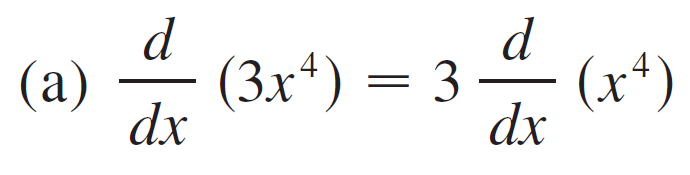 (a) d/dx (3x⁴) = 3 d/dx (x⁴)